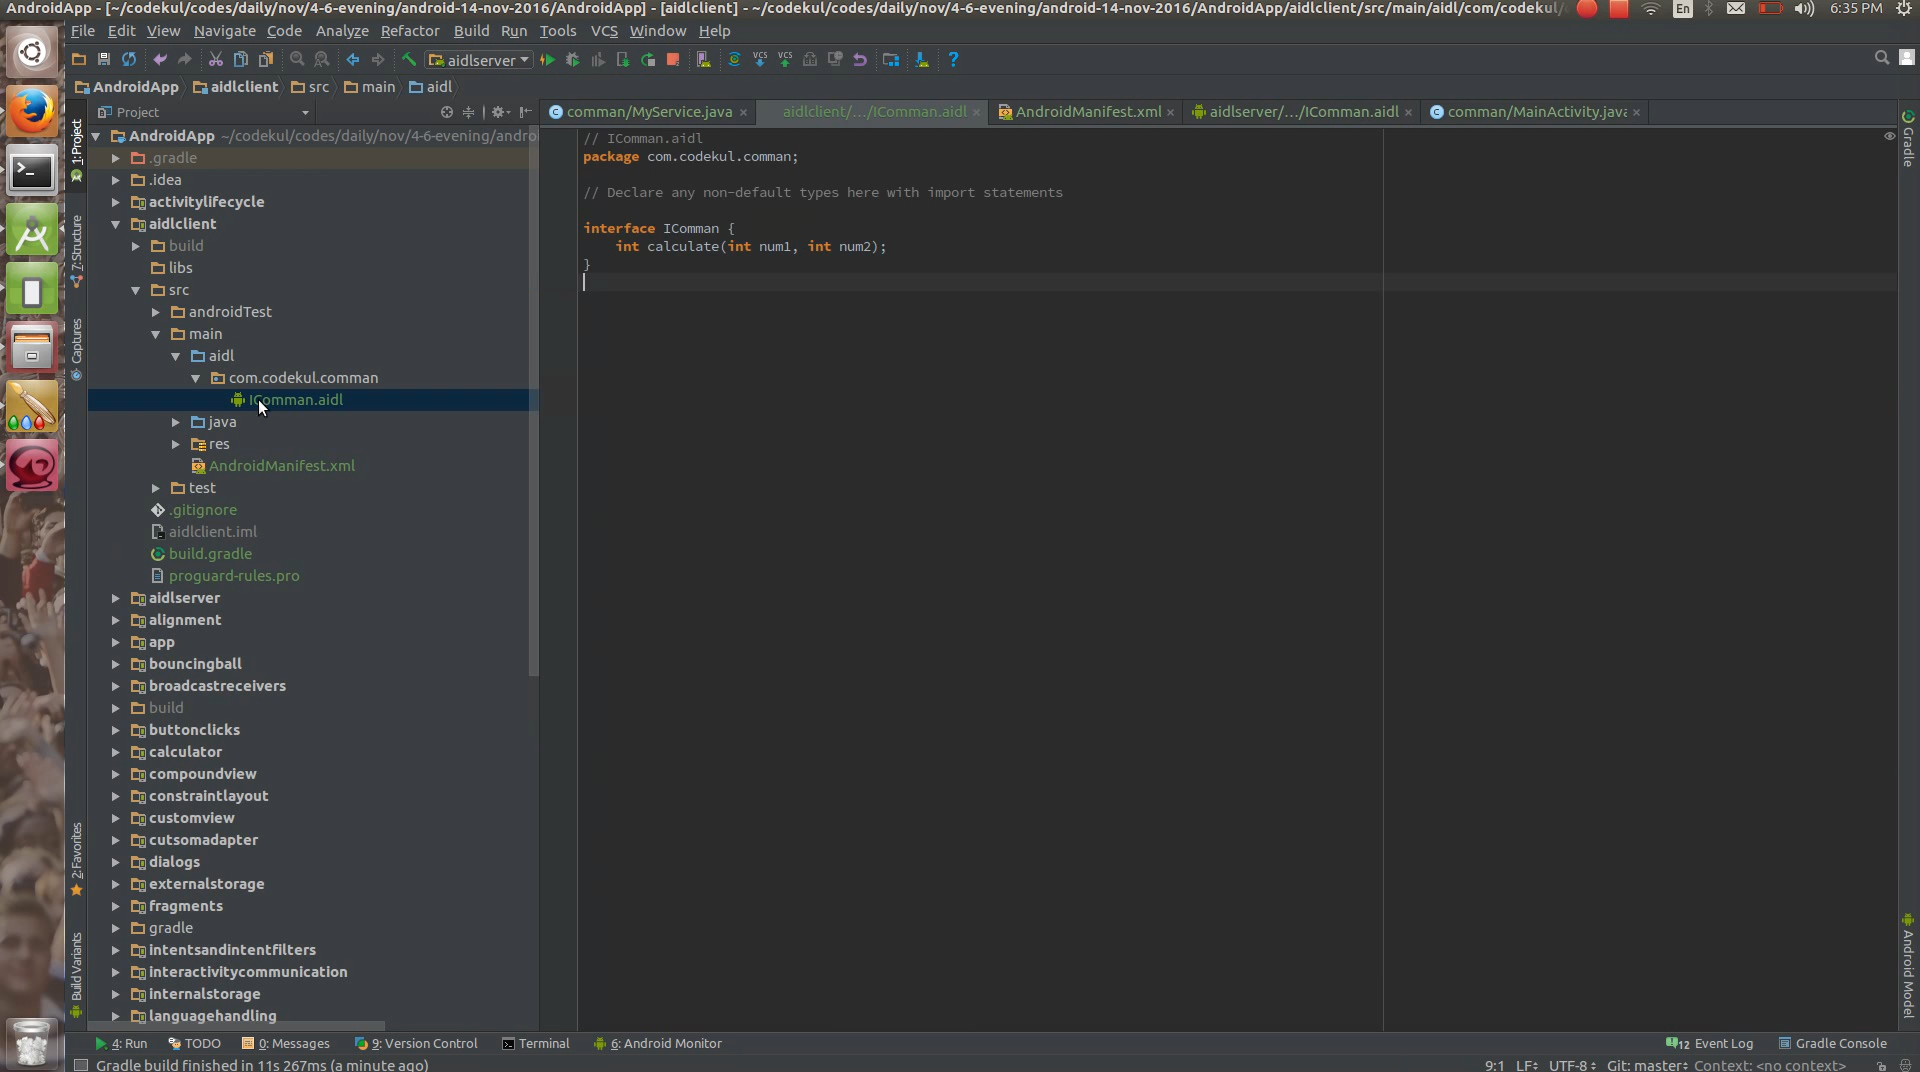 AndroidApp - [~/codekul/codes/daily/nov/4-6-evening/android-14-nov-2016/AndroidApp] - [aidlclient] - ~/codekul/codes/daily/nov/4-6-evening/android-14-nov-2016/AndroidApp/aidlclient/src/main/aidl/com/codekul/
En
6:35 PM
File Edit View Navigate Code Analyze Refactor Build Run Tools VCS Window Help
aidlserver
VCS VCS
AndroidApp aidlclient src main aidl
Project
comman/MyService.java
aidlclient/.../IComman.aidl
AndroidManifest.xml
aidlserver/.../IComman.aidl
comman/MainActivity.java
1: Project
7: Structure
Captures
2: Favorites
Build Variants
AndroidApp ~/codekul/codes/daily/nov/4-6-evening/andro
.gradle
.idea
activitylifecycle
aidlclient
build
libs
src
androidTest
main
aidl
com.codekul.comman
IComman.aidl
java
res
AndroidManifest.xml
test
.gitignore
aidlclient.iml
build.gradle
proguard-rules.pro
aidlserver
alignment
app
bouncingball
broadcastreceivers
build
buttonclicks
calculator
compoundview
constraintlayout
customview
cutsomadapter
dialogs
externalstorage
fragments
gradle
intentsandintentfilters
interactivitycommunication
internalstorage
languagehandling
// IComman.aidl
package com.codekul.comman;
// Declare any non-default types here with import statements
interface IComman {
int calculate(int num1, int num2);
}
Gradle
Android Model
4: Run TODO 0: Messages 9: Version Control Terminal 6: Android Monitor
12 Event Log Gradle Console
Gradle build finished in 11s 267ms (a minute ago)
9:1 LF UTF-8 Git: master Context: <no context>